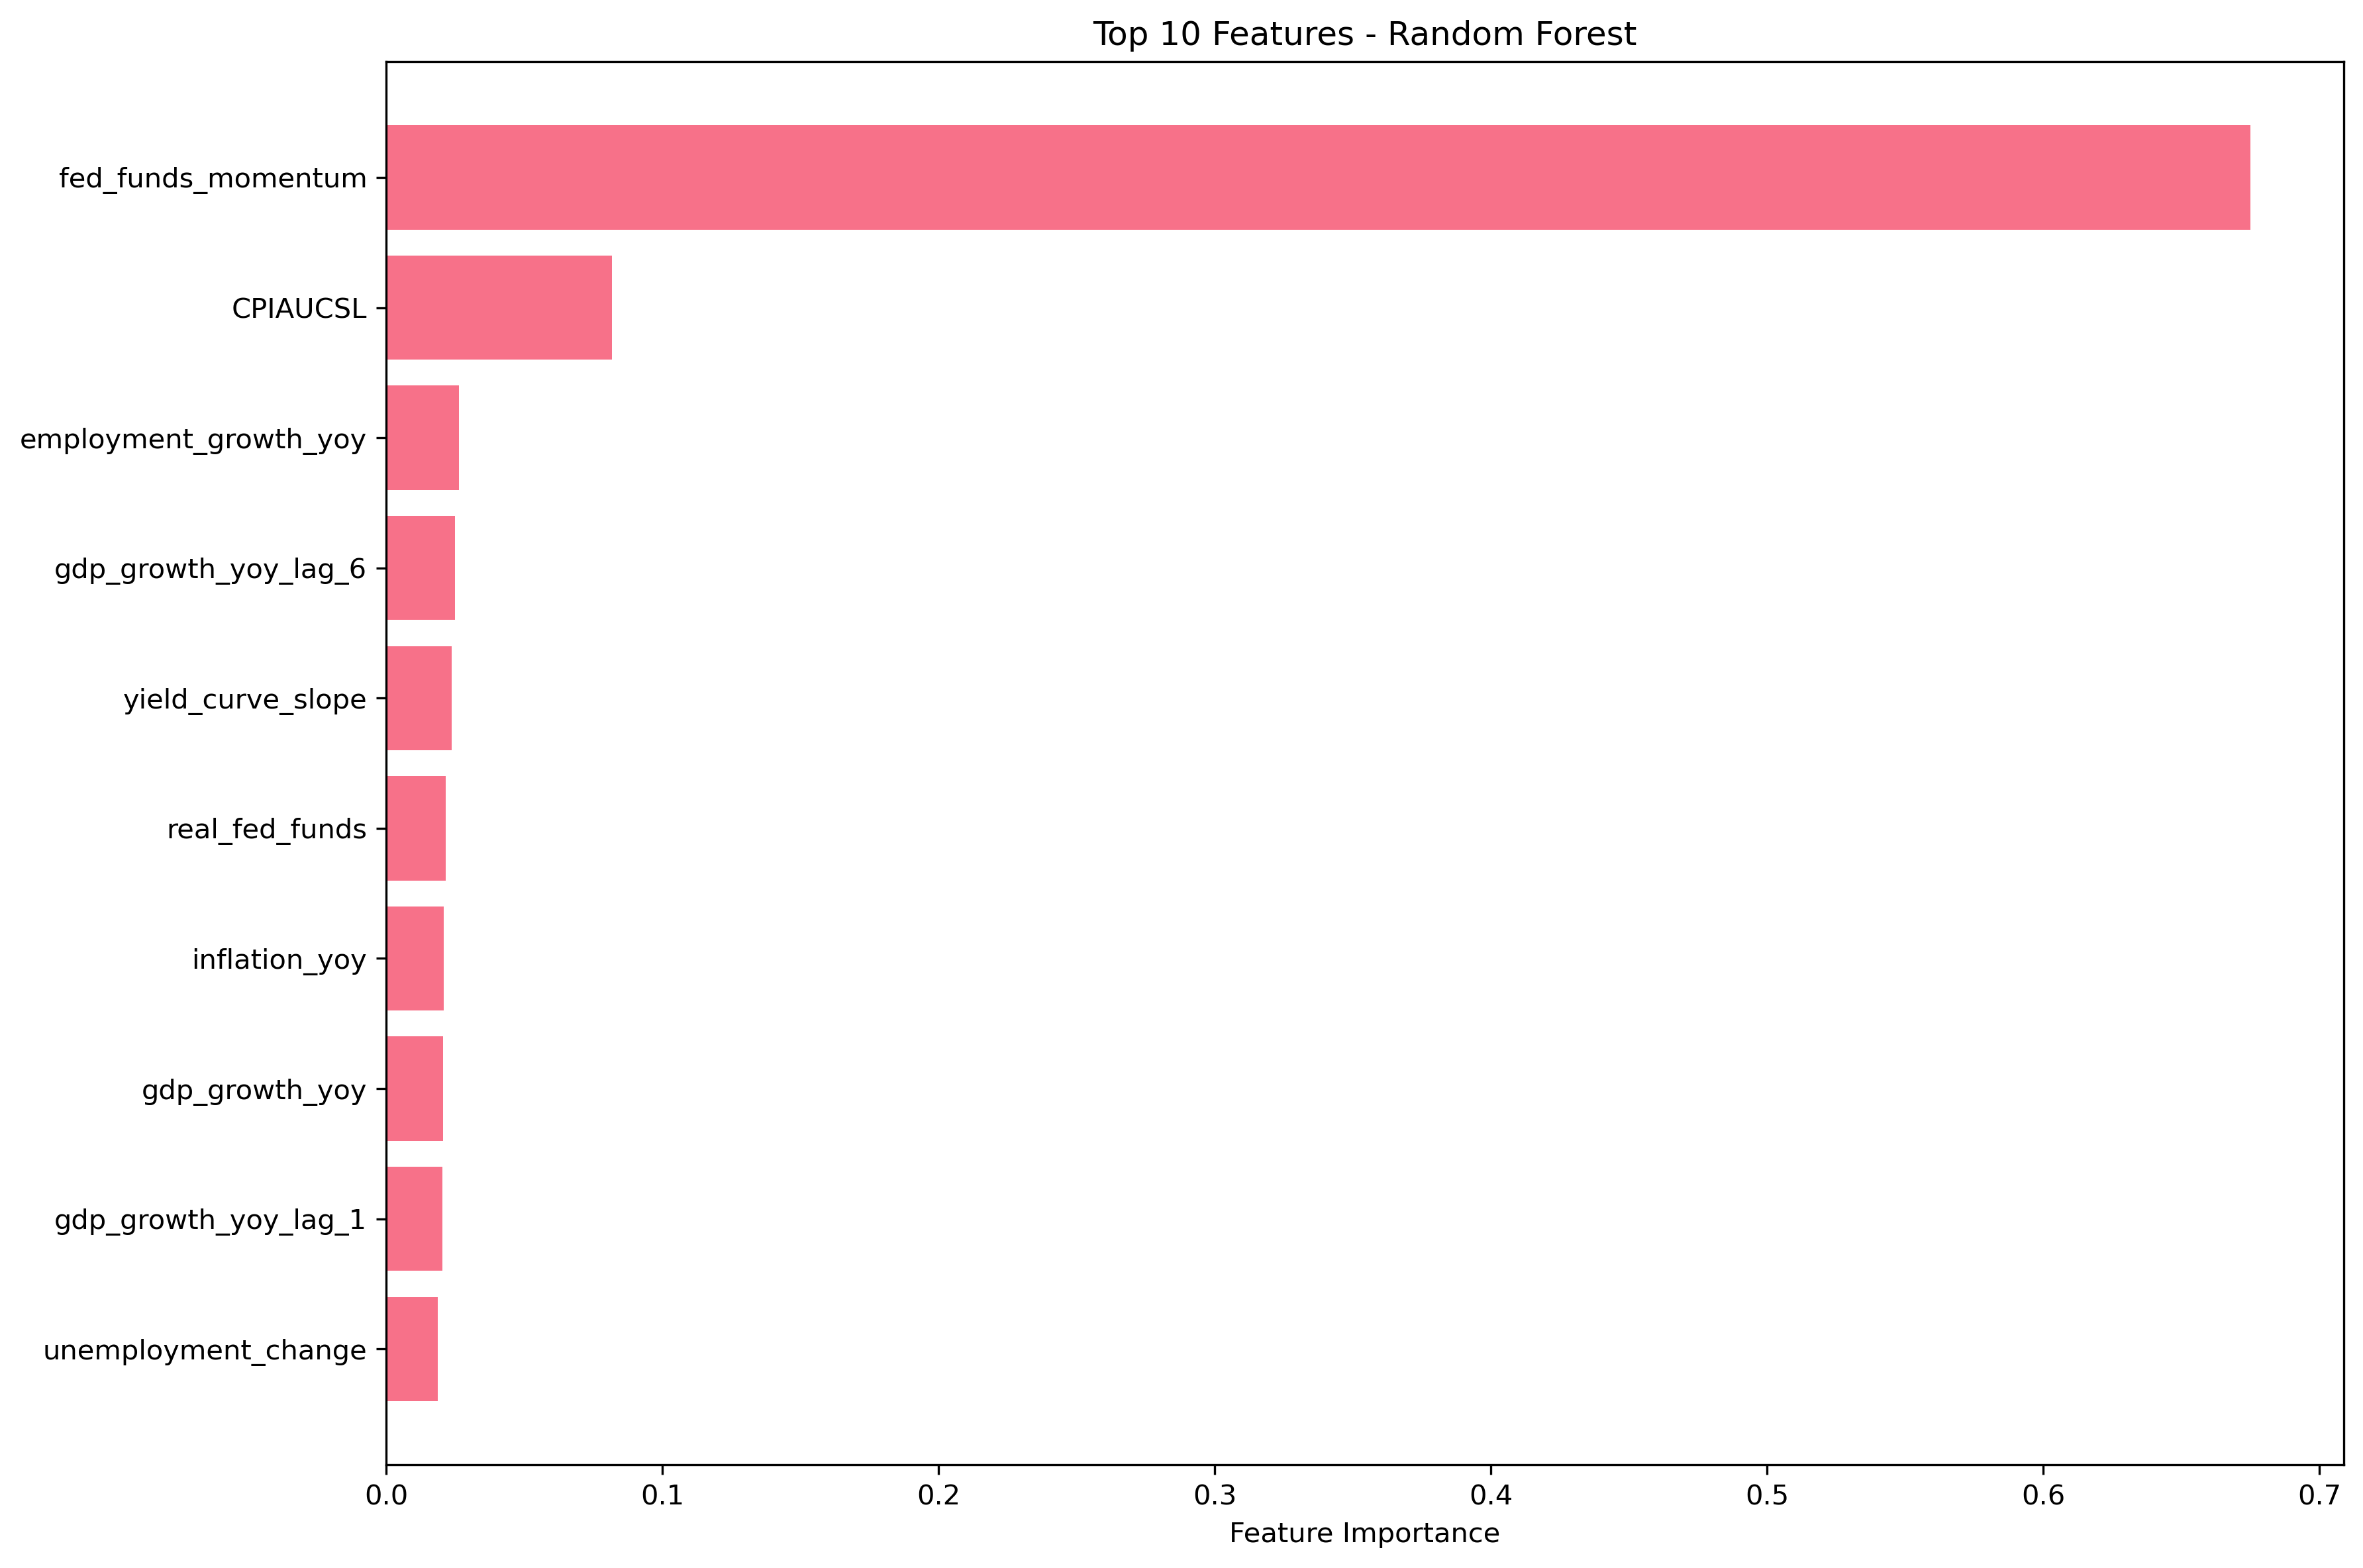 Top 10 Features - Random Forest
fed_funds_momentum
CPIAUCSL
employment_growth_yoy
gdp_growth_yoy_lag_6
yield_curve_slope
real_fed_funds
inflation_yoy
gdp_growth_yoy
gdp_growth_yoy_lag_1
unemployment_change
0.0 0.1 0.2 0.3 0.4 0.5 0.6 0.7
Feature Importance